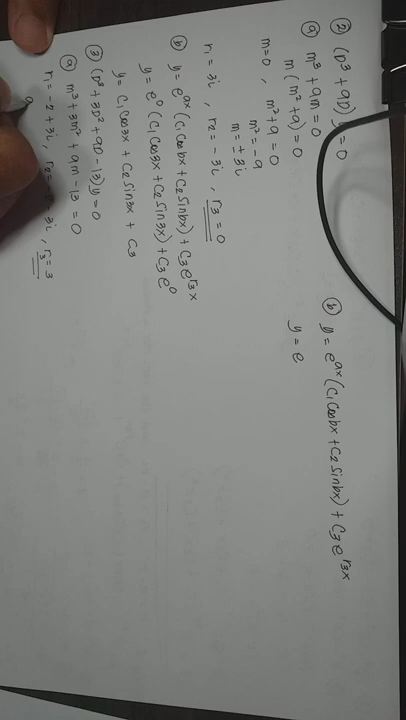 ② (D³ + 9D) = 0
ⓐ m³ + 9m = 0
m (m² + 9) = 0
m = 0 , m² + 9 = 0
m² = -9
m = ± 3i
r₁ = 3i , r₂ = - 3i , r₃ = 0
ⓑ y = e^ax (C₁ Cos bx + C₂ Sin bx) + C₃ e^r₃x
y = e⁰ (C₁ Cos 3x + C₂ Sin 3x) + C₃ e⁰
y = C₁ Cos 3x + C₂ Sin 3x + C₃
③ (D³ + 3D² + 9D - 13) y = 0
ⓐ m³ + 3m² + 9m - 13 = 0
r₁ = -2 + 3i , r₂ = 3i , r₃ = 3
ⓑ y = e^ax (C₁ Cos bx + C₂ Sin bx) + C₃ e^r₃x
y = e